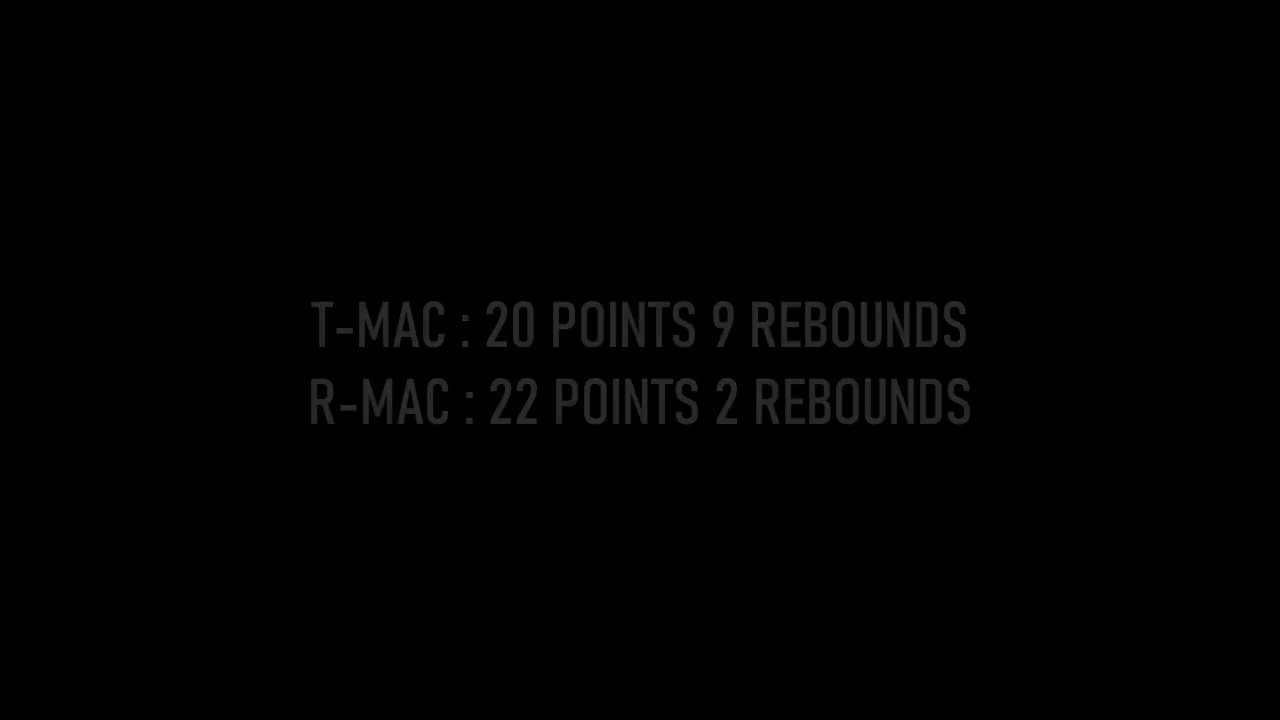 T-MAC : 20 POINTS 9 REBOUNDS
R-MAC : 22 POINTS 2 REBOUNDS